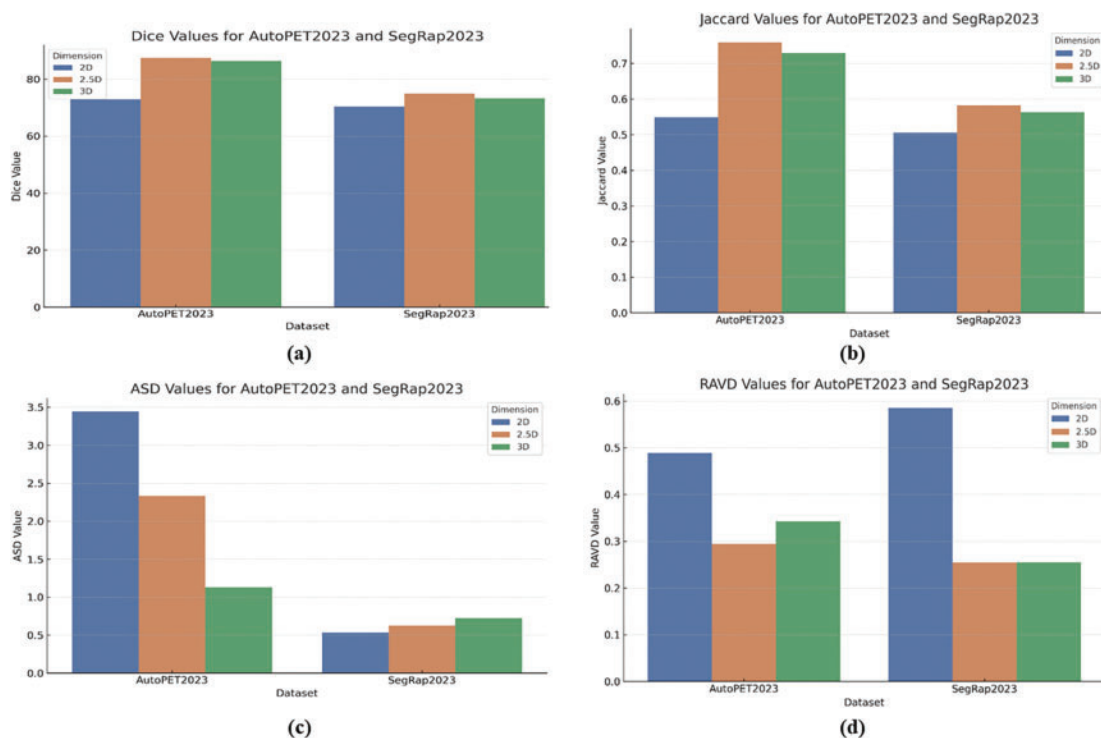 Dice Values for AutoPET2023 and SegRap2023
Dimension
2D
2.5D
3D
Dice Value
80
60
40
20
0
AutoPET2023
SegRap2023
Dataset
(a)
Jaccard Values for AutoPET2023 and SegRap2023
Dimension
2D
2.5D
3D
Jaccard Value
0.7
0.6
0.5
0.4
0.3
0.2
0.1
0.0
AutoPET2023
SegRap2023
Dataset
(b)
ASD Values for AutoPET2023 and SegRap2023
Dimension
2D
2.5D
3D
ASD Value
3.5
3.0
2.5
2.0
1.5
1.0
0.5
0.0
AutoPET2023
SegRap2023
Dataset
(c)
RAVD Values for AutoPET2023 and SegRap2023
Dimension
2D
2.5D
3D
RAVD Value
0.6
0.5
0.4
0.3
0.2
0.1
0.0
AutoPET2023
SegRap2023
Dataset
(d)